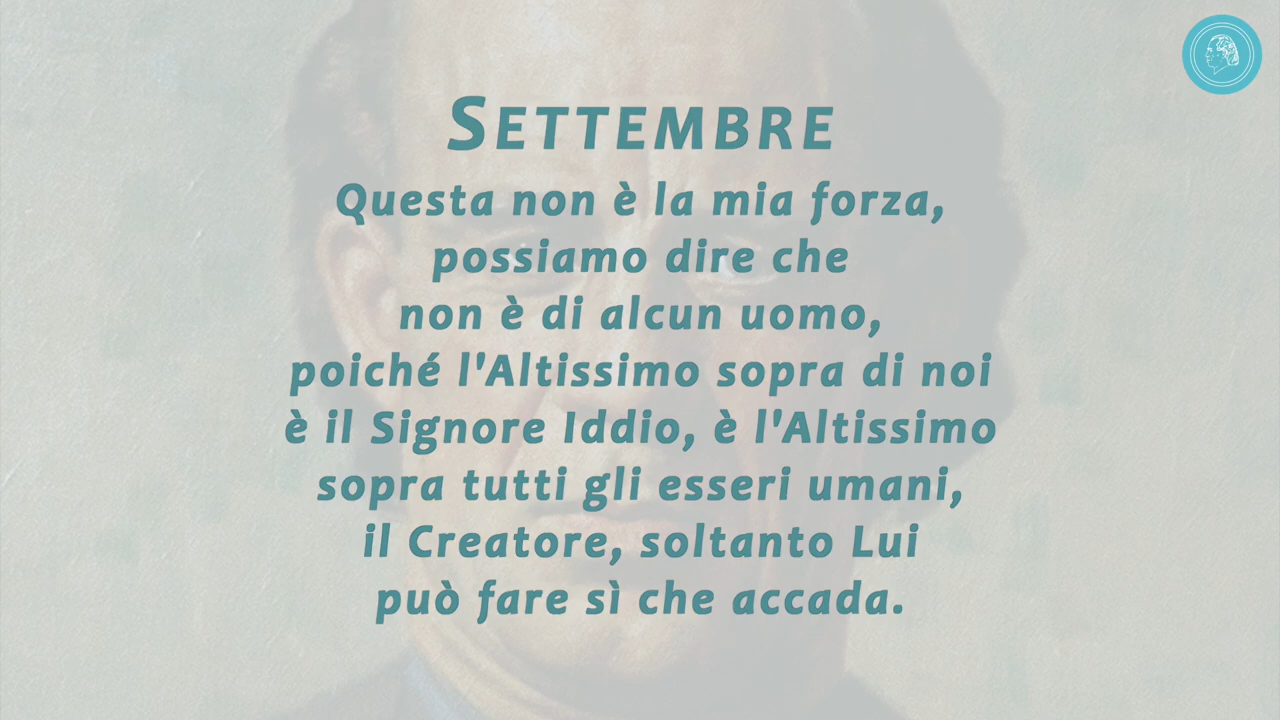 SETTEMBRE
Questa non è la mia forza,
possiamo dire che
non è di alcun uomo,
poiché l'Altissimo sopra di noi
è il Signore Iddio, è l'Altissimo
sopra tutti gli esseri umani,
il Creatore, soltanto Lui
può fare sì che accada.